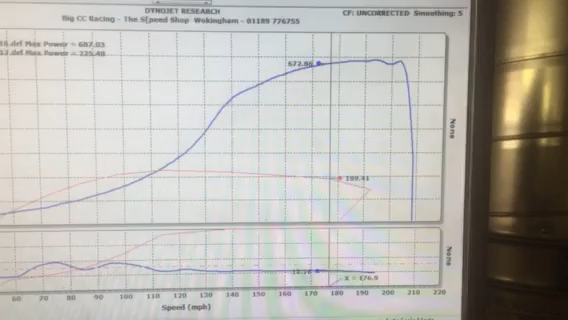 DYNOJET RESEARCH
Big CC Racing - The S[peed Shop Wokingham - 01189 776755
CF: UNCORRECTED Smoothing: 5
Max Power = 687.03
Max Power = 225.48
672.86
188.41
None
None
X = 176.9
60 70 80 90 100 110 120 130 140 150 160 170 180 190 200 210 220
Speed (mph)